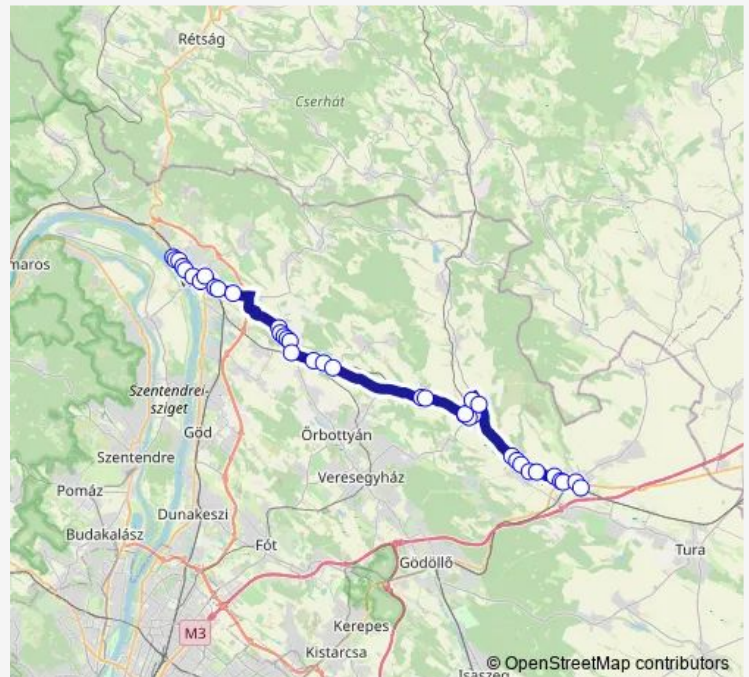 Rétság
Cserhát
maros
Szentendrei-
sziget
Göd
Őrbottyán
Szentendre
Veresegyház
Pomáz
Dunakeszi
Budakalász
Fót
Tura
Gödöllő
M3
Kerepes
Kistarcsa
Isaszeg
© OpenStreetMap contributors